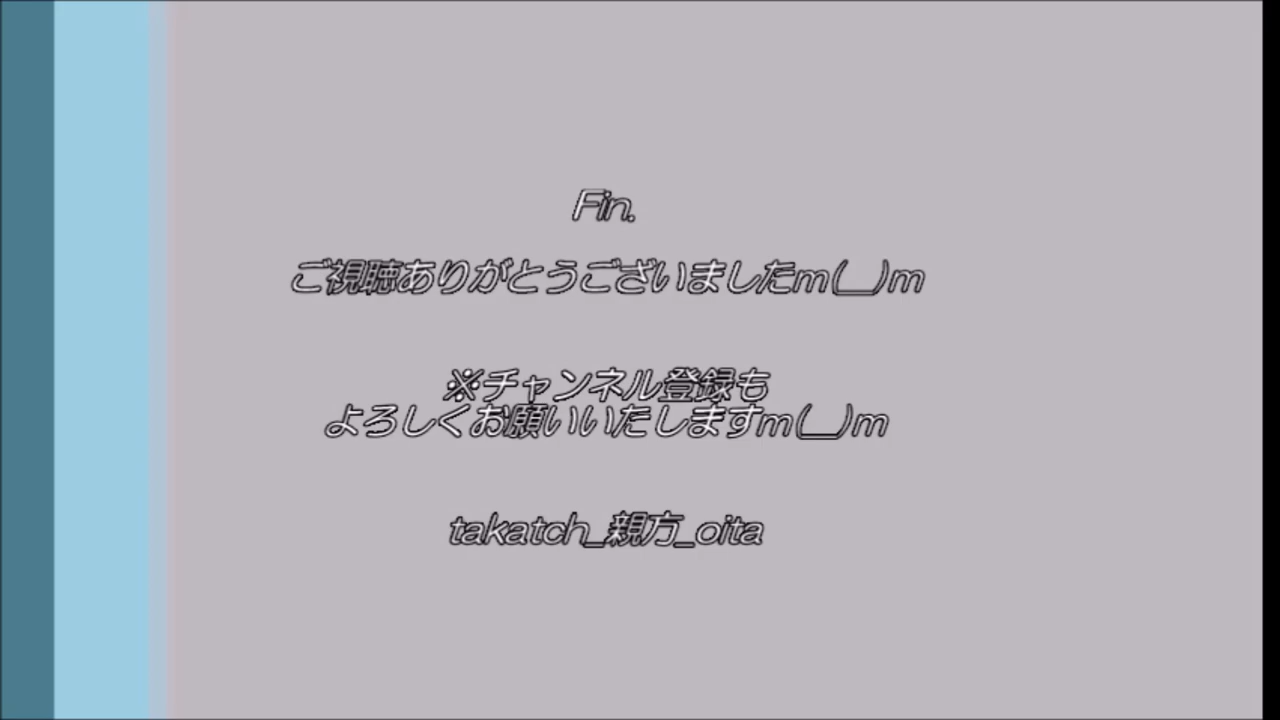 Fin.
ご視聴ありがとうございましたm(__)m
※チャンネル登録も
よろしくお願いいたしますm(__)m
takatch_親方_oita